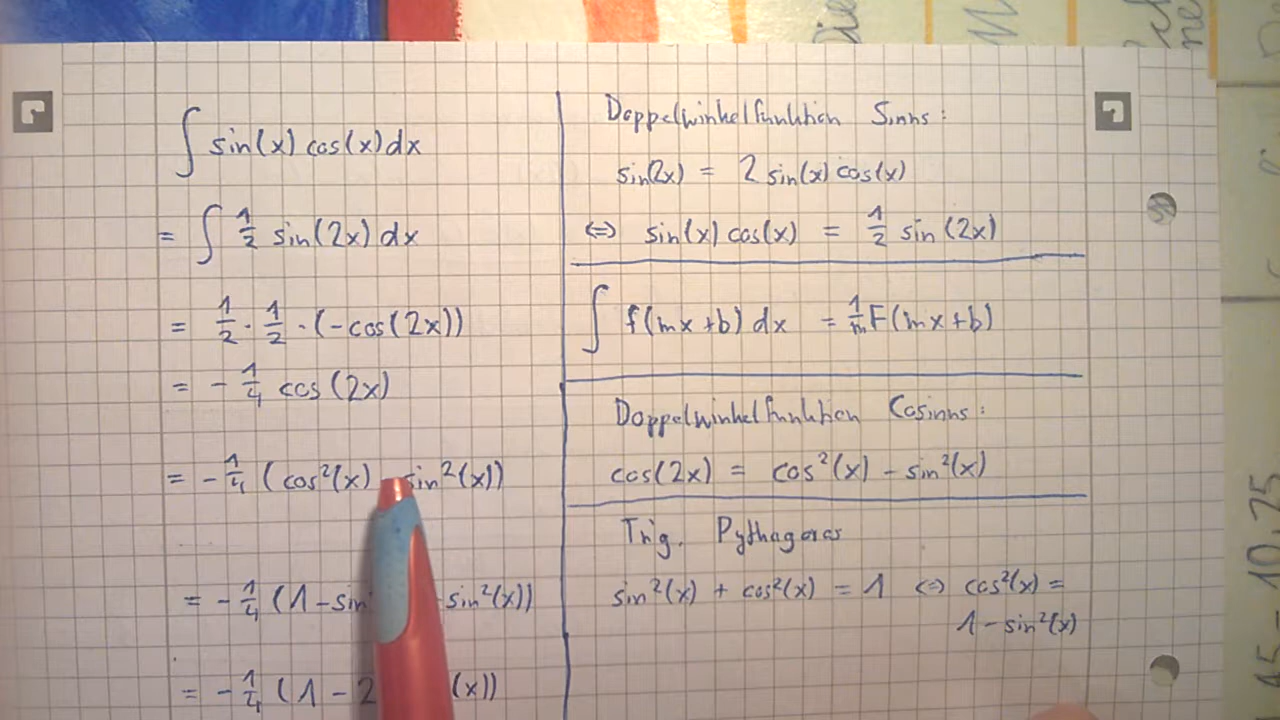 ∫ sin(x) cos(x) dx
= ∫ 1/2 sin(2x) dx
= 1/2 · 1/2 · (-cos(2x))
= - 1/4 cos(2x)
= - 1/4 (cos²(x) sin²(x))
= - 1/4 (1 - sin sin²(x))
= - 1/4 (1 - 2 (x))
Doppelwinkelfunktion Sinus:
sin(2x) = 2 sin(x) cos(x)
⇔ sin(x) cos(x) = 1/2 sin(2x)
∫ f(mx+b) dx = 1/m F(mx+b)
Doppelwinkelfunktion Cosinus:
cos(2x) = cos²(x) - sin²(x)
Trig. Pythagoras
sin²(x) + cos²(x) = 1 ⇔ cos²(x) =
1 - sin²(x)
Die
M